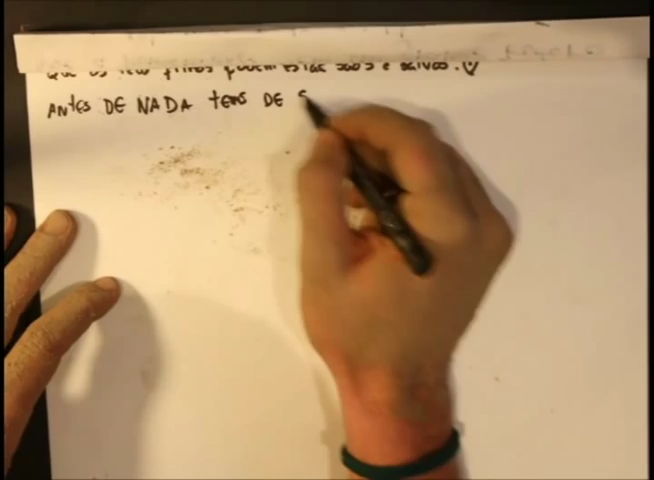 que os teus filhos podem estar sãos e salvos.
ANtes DE NADA teNS DE S